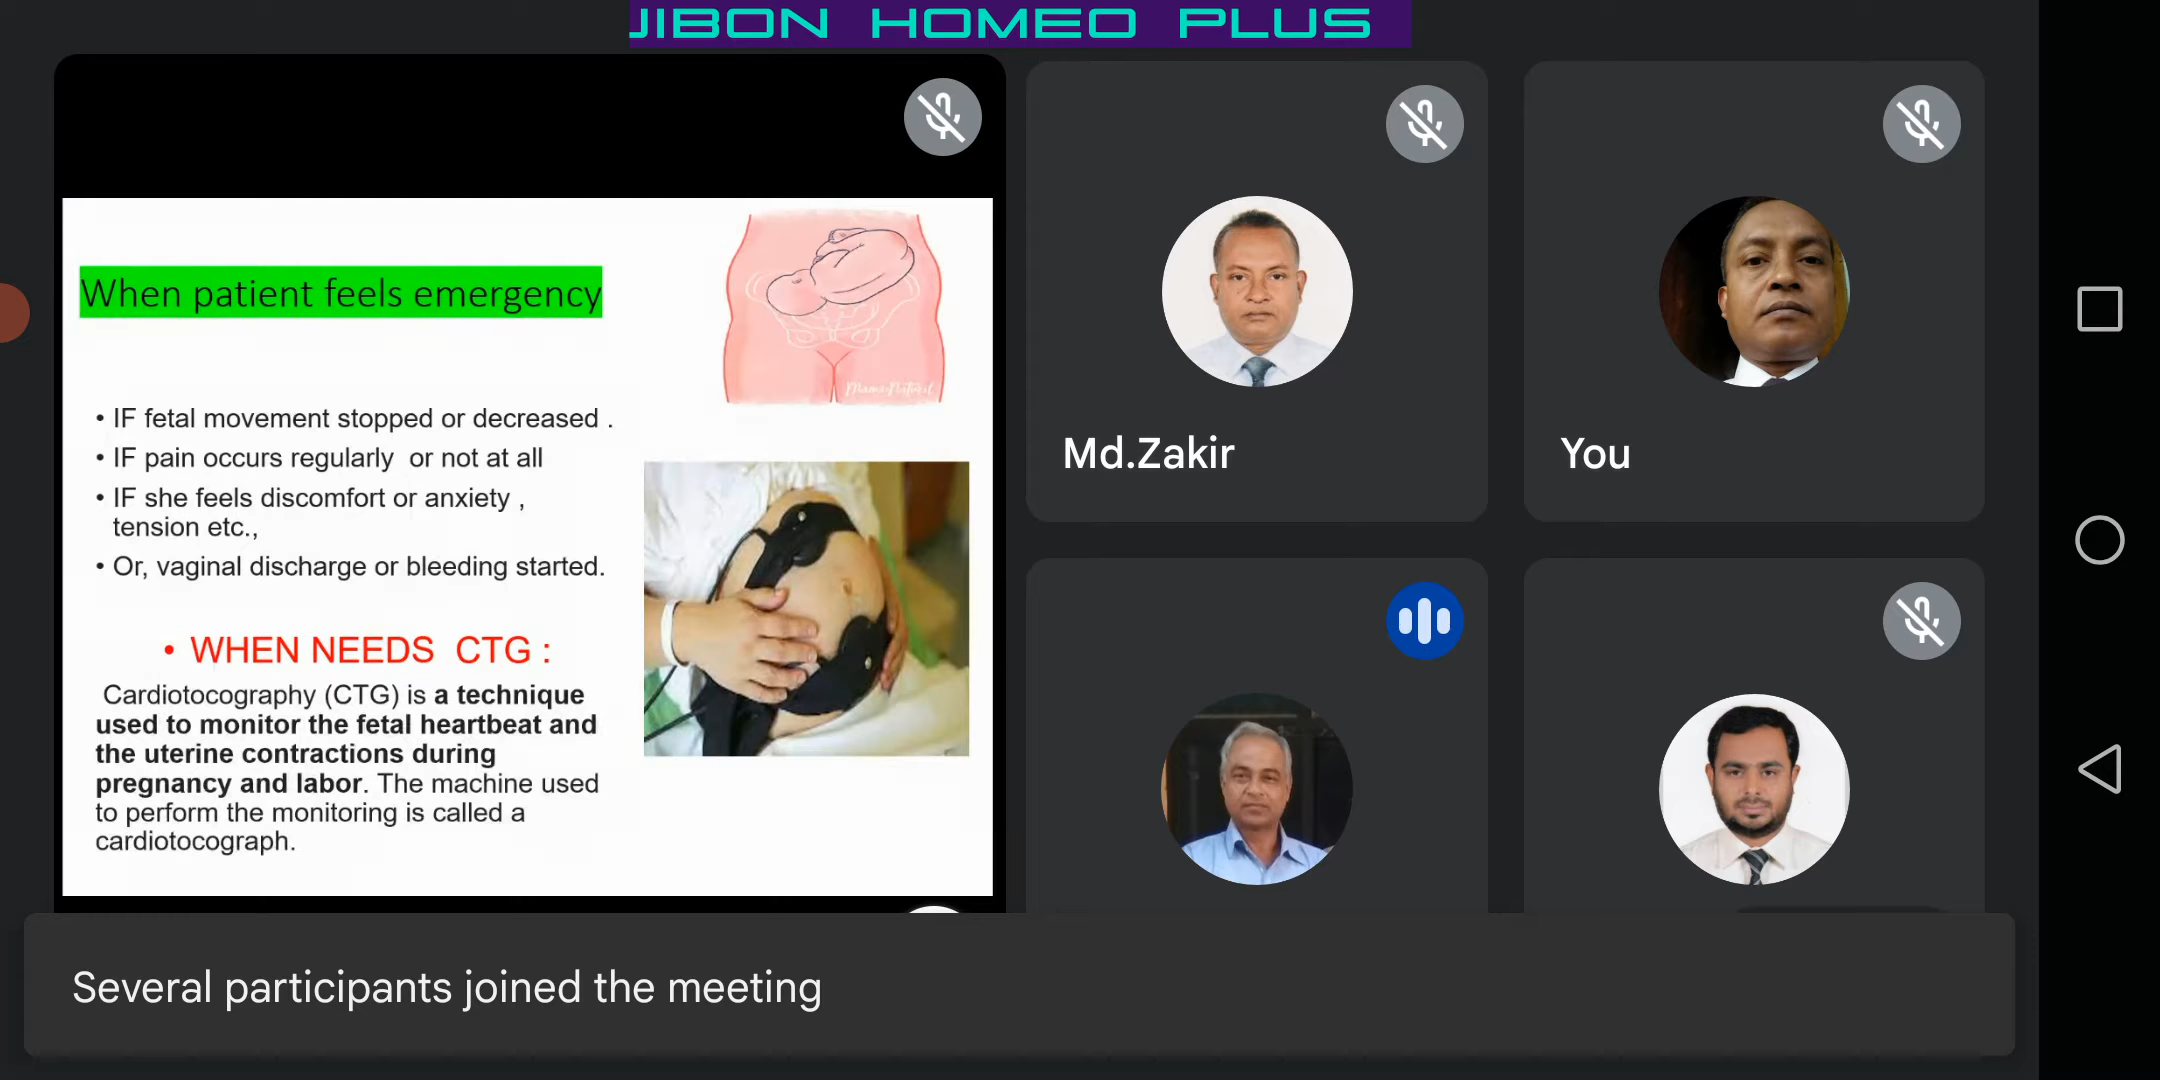 JIBON HOMEO PLUS
When patient feels emergency
• IF fetal movement stopped or decreased .
• IF pain occurs regularly or not at all
• IF she feels discomfort or anxiety ,
tension etc.,
• Or, vaginal discharge or bleeding started.
• WHEN NEEDS CTG :
Cardiotocography (CTG) is a technique
used to monitor the fetal heartbeat and
the uterine contractions during
pregnancy and labor. The machine used
to perform the monitoring is called a
cardiotocograph.
Mama Natural
Md.Zakir
You
Several participants joined the meeting